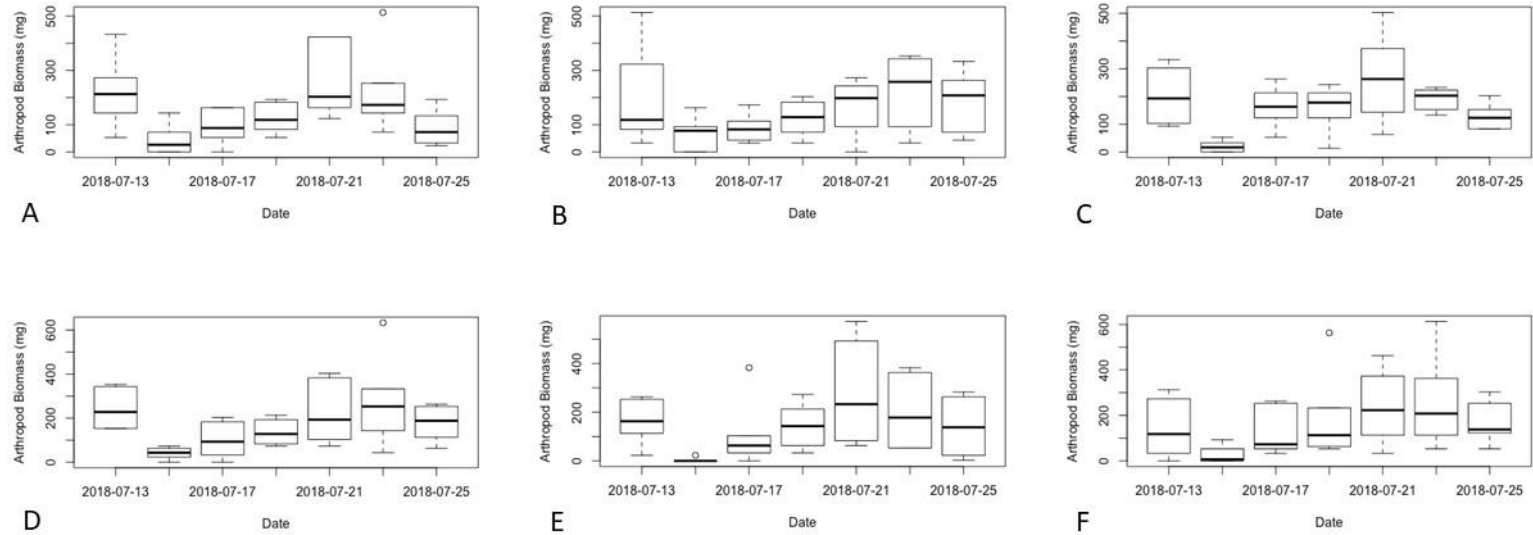 Arthropod Biomass (mg)
0 100 300 500
2018-07-13 2018-07-17 2018-07-21 2018-07-25
Date
A
Arthropod Biomass (mg)
0 100 300 500
2018-07-13 2018-07-17 2018-07-21 2018-07-25
Date
B
Arthropod Biomass (mg)
0 100 300 500
2018-07-13 2018-07-17 2018-07-21 2018-07-25
Date
C
Arthropod Biomass (mg)
0 200 400 600
2018-07-13 2018-07-17 2018-07-21 2018-07-25
Date
D
Arthropod Biomass (mg)
0 200 400
2018-07-13 2018-07-17 2018-07-21 2018-07-25
Date
E
Arthropod Biomass (mg)
0 200 400 600
2018-07-13 2018-07-17 2018-07-21 2018-07-25
Date
F